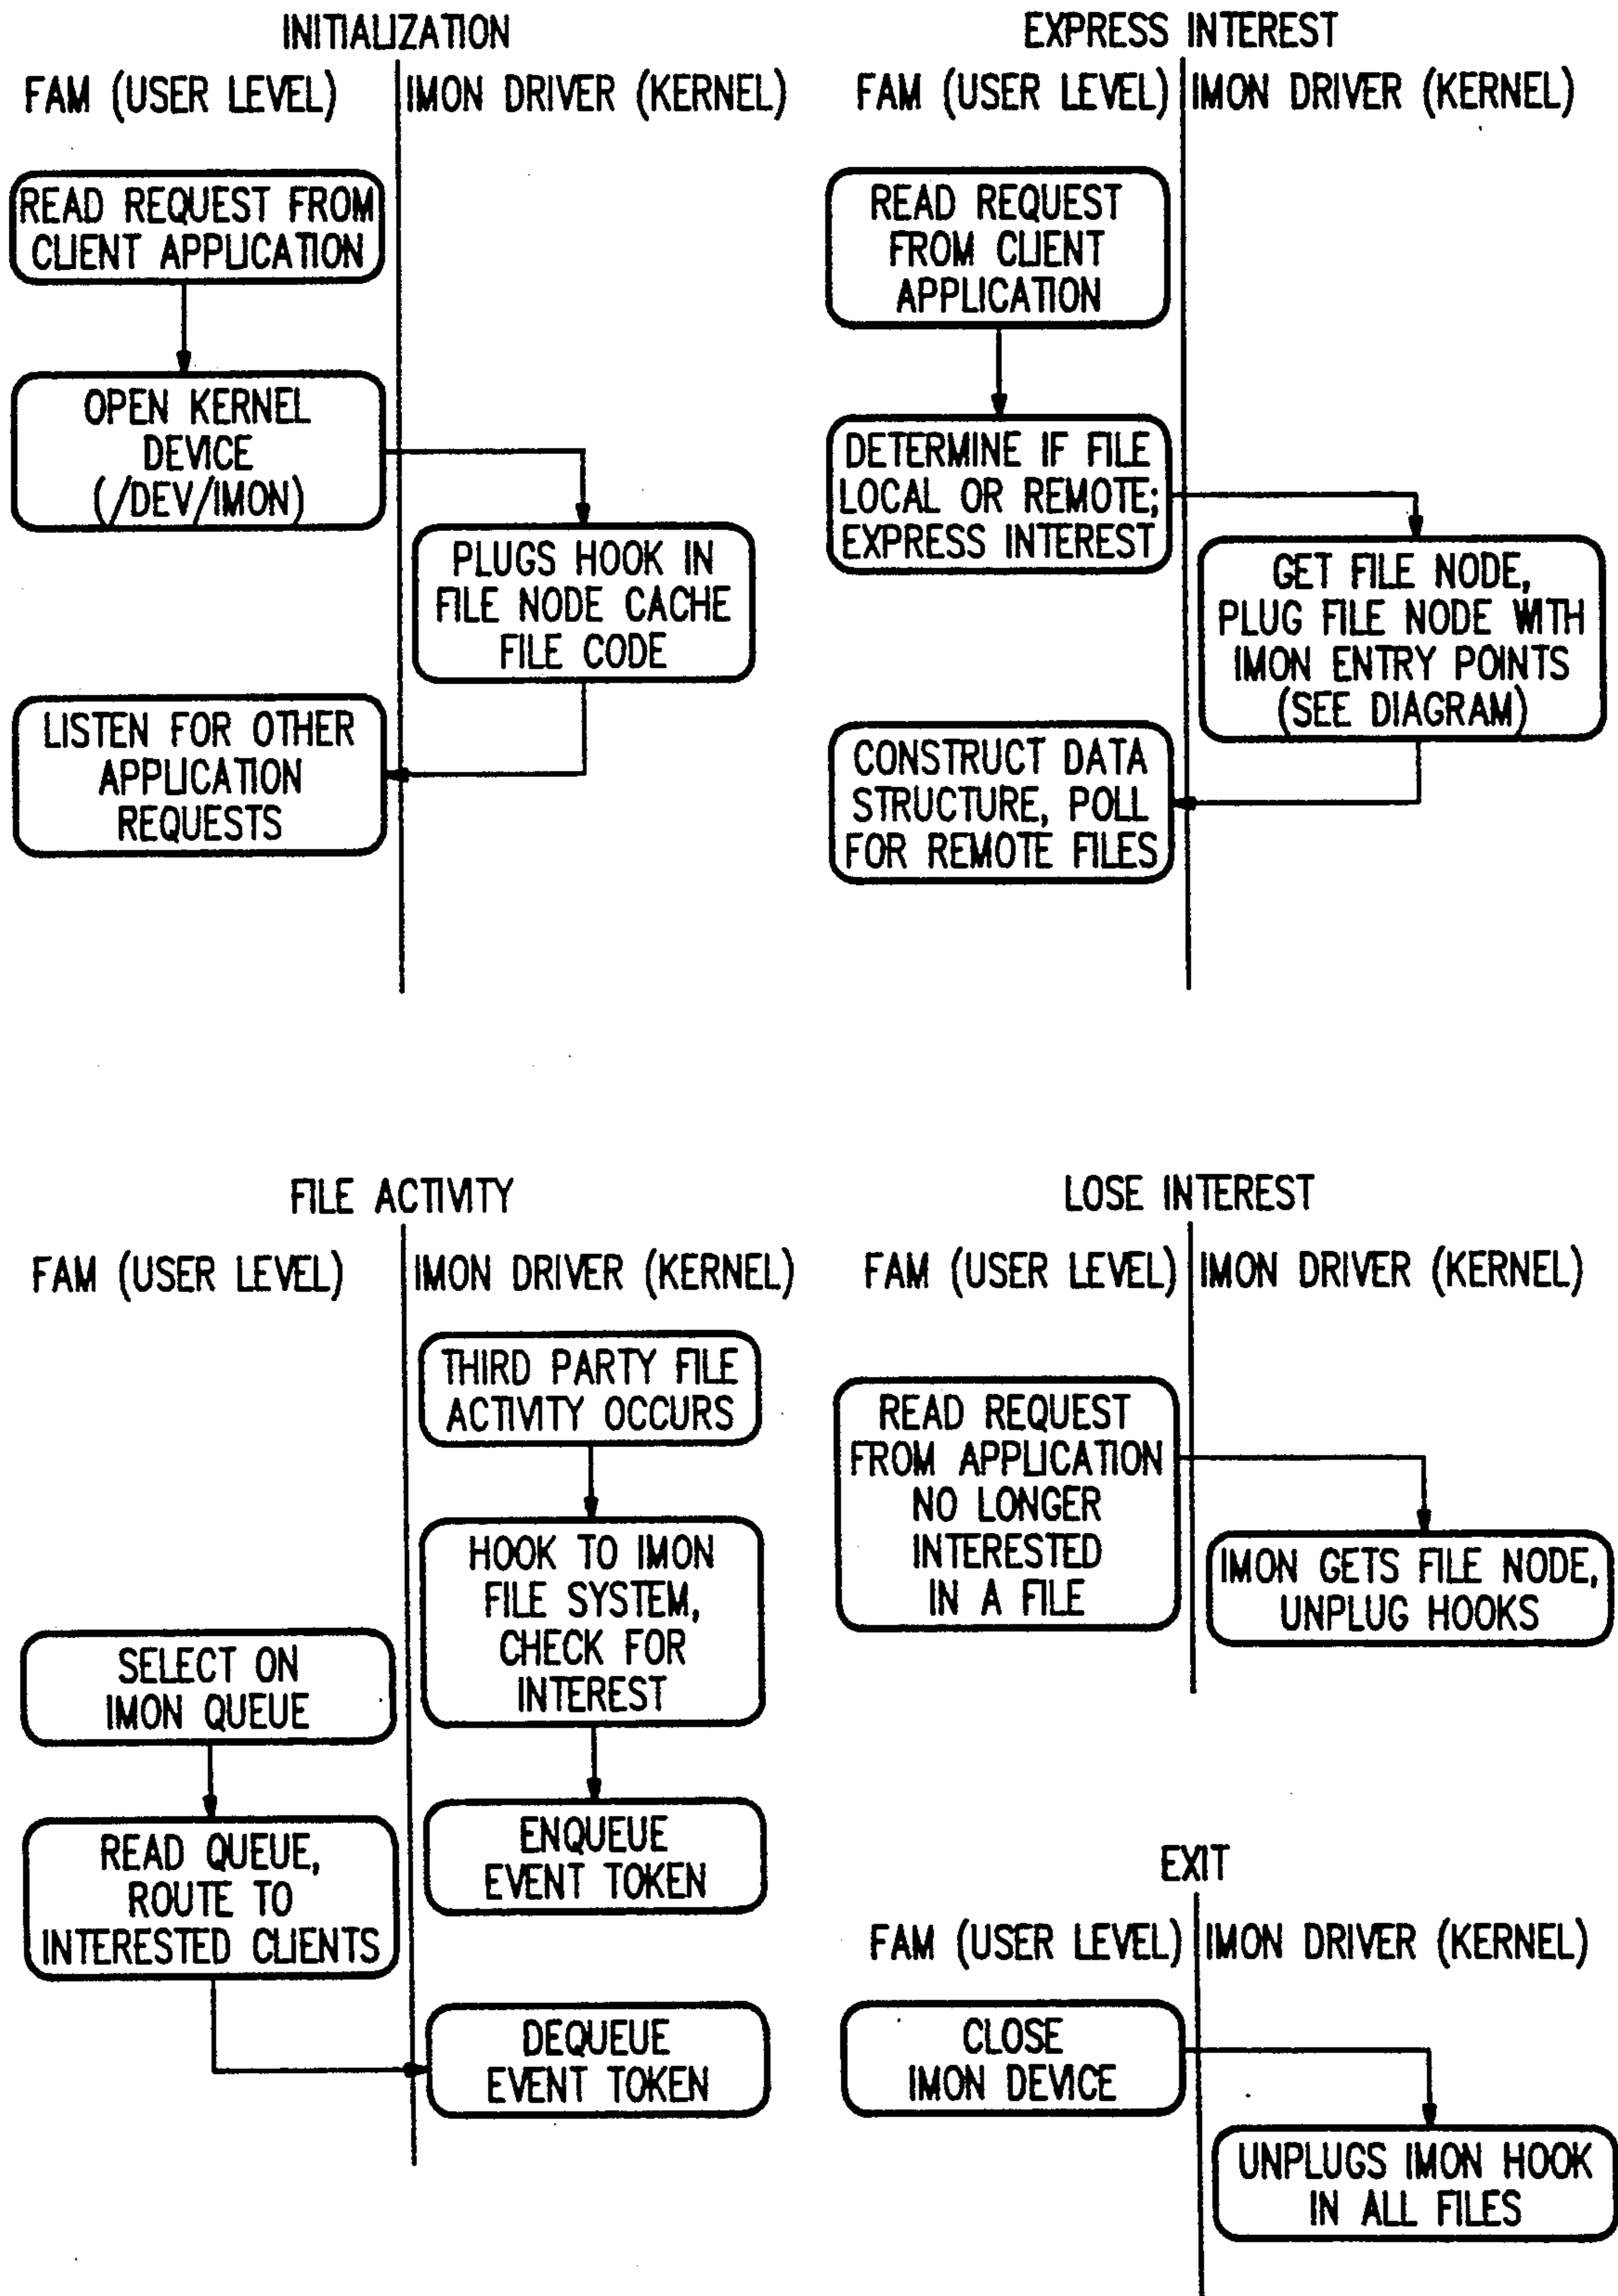 INITIALIZATION
FAM (USER LEVEL)
IMON DRIVER (KERNEL)
READ REQUEST FROM
CLIENT APPLICATION
OPEN KERNEL
DEVICE
(/DEV/IMON)
PLUGS HOOK IN
FILE NODE CACHE
FILE CODE
LISTEN FOR OTHER
APPLICATION
REQUESTS
EXPRESS INTEREST
FAM (USER LEVEL)
IMON DRIVER (KERNEL)
READ REQUEST
FROM CLIENT
APPLICATION
DETERMINE IF FILE
LOCAL OR REMOTE;
EXPRESS INTEREST
GET FILE NODE,
PLUG FILE NODE WITH
IMON ENTRY POINTS
(SEE DIAGRAM)
CONSTRUCT DATA
STRUCTURE, POLL
FOR REMOTE FILES
FILE ACTIVITY
FAM (USER LEVEL)
IMON DRIVER (KERNEL)
THIRD PARTY FILE
ACTIVITY OCCURS
HOOK TO IMON
FILE SYSTEM,
CHECK FOR
INTEREST
SELECT ON
IMON QUEUE
ENQUEUE
EVENT TOKEN
READ QUEUE,
ROUTE TO
INTERESTED CLIENTS
DEQUEUE
EVENT TOKEN
LOSE INTEREST
FAM (USER LEVEL)
IMON DRIVER (KERNEL)
READ REQUEST
FROM APPLICATION
NO LONGER
INTERESTED
IN A FILE
IMON GETS FILE NODE,
UNPLUG HOOKS
EXIT
FAM (USER LEVEL)
IMON DRIVER (KERNEL)
CLOSE
IMON DEVICE
UNPLUGS IMON HOOK
IN ALL FILES